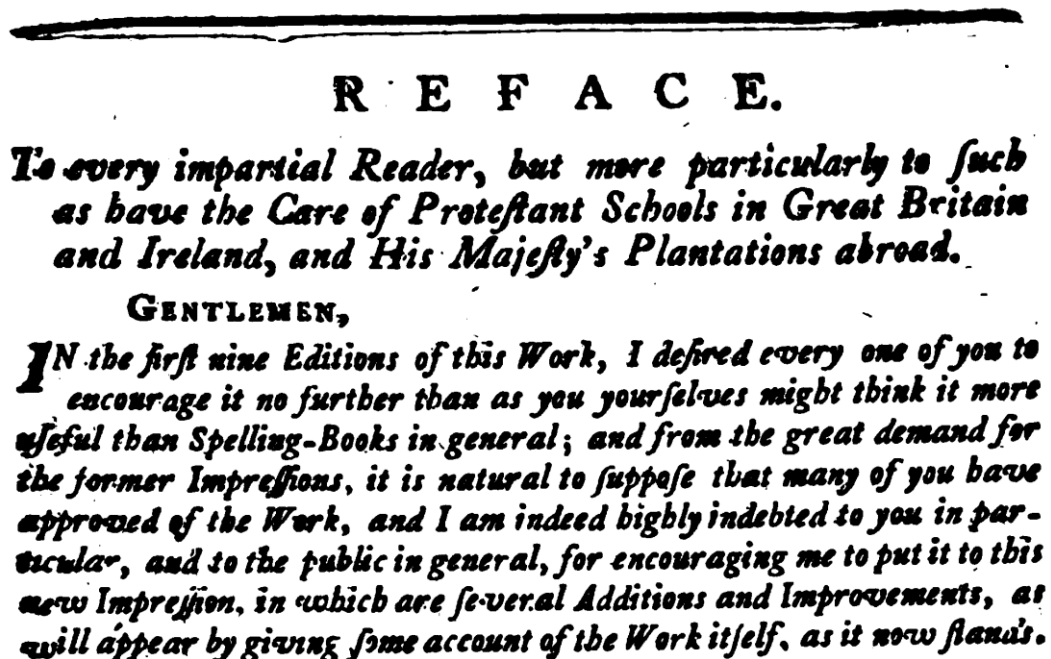 REFACE.
To every impartial Reader, but more particularly to ſuch
as have the Care of Proteſtant Schools in Great Britain
and Ireland, and His Majeſty's Plantations abroad.
GENTLEMEN,
IN the firſt nine Editions of this Work, I deſired every one of you to
encourage it no further than as you yourſelves might think it more
uſeful than Spelling-Books in general; and from the great demand for
the former Impreſſions, it is natural to ſuppoſe that many of you have
approved of the Work, and I am indeed highly indebted to you in par-
ticular, and to the public in general, for encouraging me to put it to this
new Impreſſion, in which are ſeveral Additions and Improvements, as
will appear by giving ſome account of the Work itſelf, as it now ſtands.